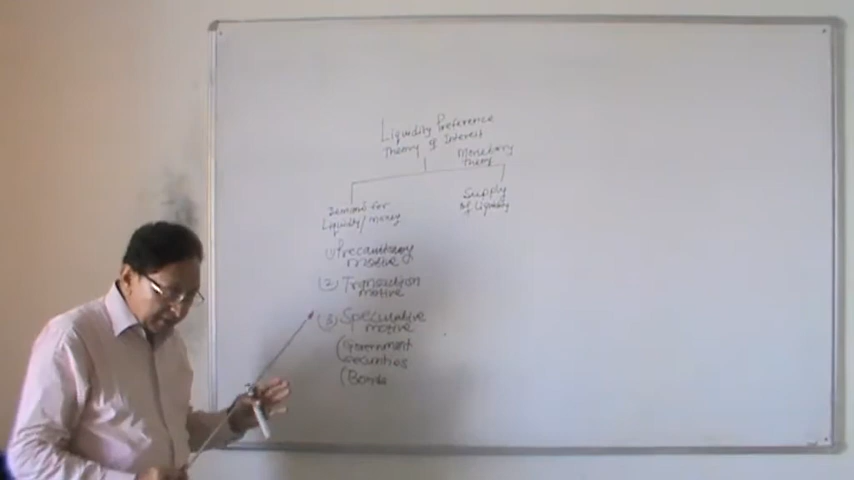 Liquidity Preference
Theory of Interest
Monetary
Theory
Demand for
Liquidity/money
Supply
of Liquidity
1) Precautionary
motive
(2) Transaction
motive
(3) Speculative
motive
(Government
securities
(Bonds